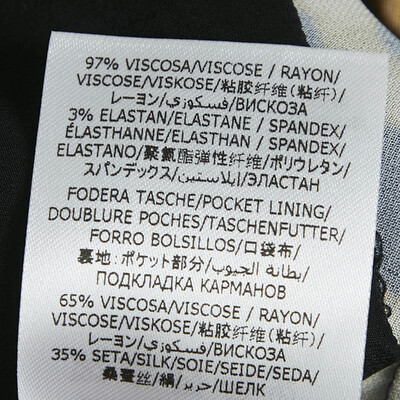 97% VISCOSA/VISCOSE / RAYON/
VISCOSE/VISKOSE/粘胶纤维(粘纤)/
レーヨン/فسكوزي/ВИСКОЗА
3% ELASTAN/ELASTANE / SPANDEX/
ÉLASTHANNE/ELASTHAN / SPANDEX/
ELASTANO/聚氨酯弹性纤维/ポリウレタン/
スパンデックス/إيلاستين/ЭЛАСТАН
FODERA TASCHE/POCKET LINING/
DOUBLURE POCHES/TASCHENFUTTER/
FORRO BOLSILLOS/口袋布/
裏地:ポケット部分/بطانة الجيوب/
ПОДКЛАДКА КАРМАНОВ
65% VISCOSA/VISCOSE / RAYON/
VISCOSE/VISKOSE/粘胶纤维(粘纤)/
レーヨン/فسكوزي/ВИСКОЗА
35% SETA/SILK/SOIE/SEIDE/SEDA/
桑蚕丝/絹/حرير/ШЕЛК